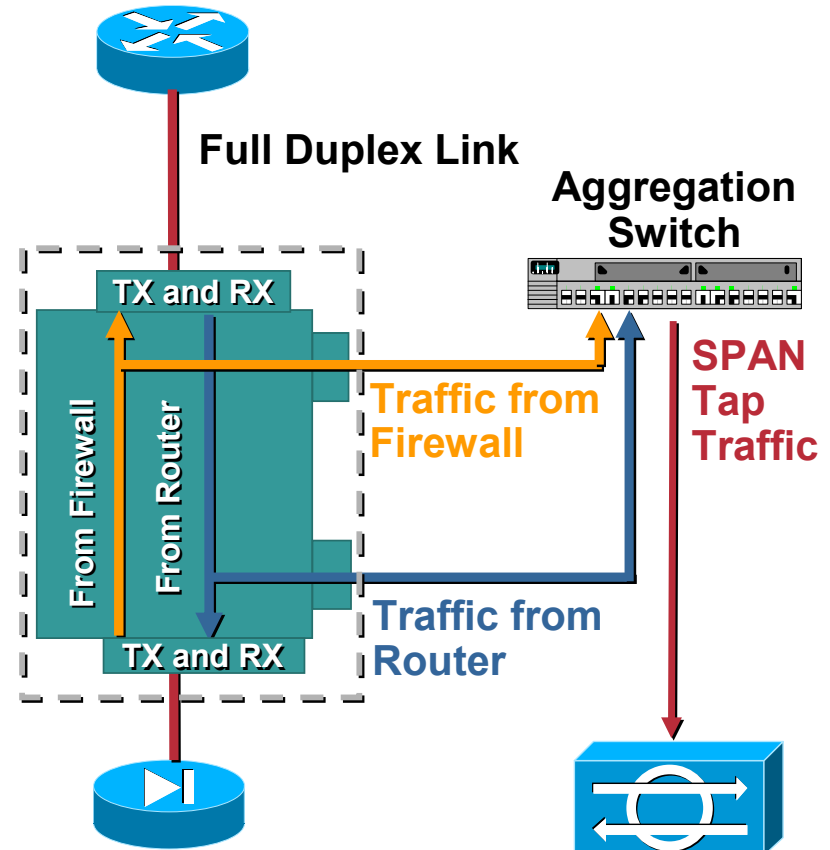 Full Duplex Link
Aggregation
Switch
TX and RX
From Firewall
From Router
Traffic from
Firewall
SPAN
Tap
Traffic
Traffic from
Router
TX and RX